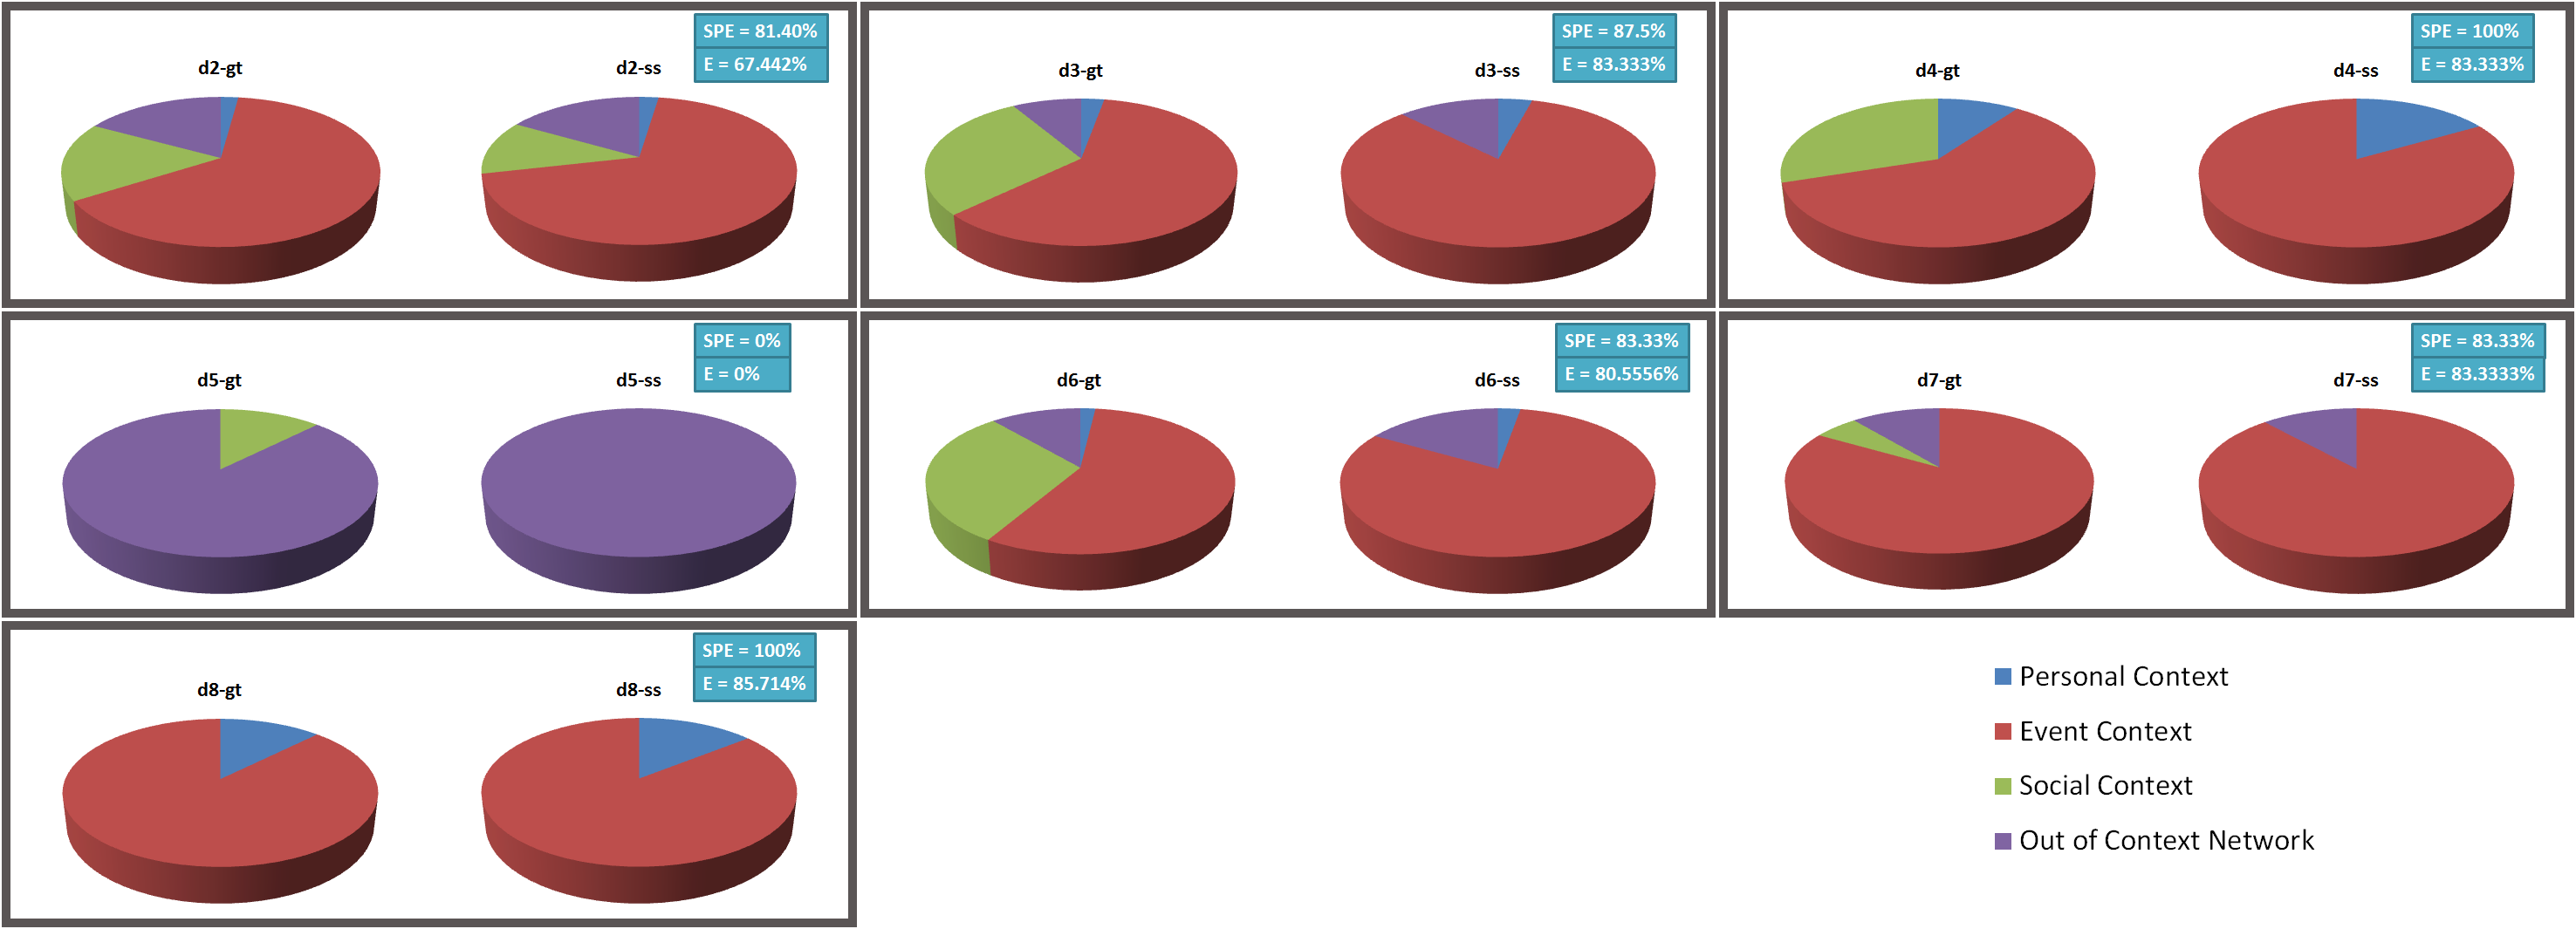 d2-gt
d2-ss
SPE = 81.40%
E = 67.442%
d3-gt
d3-ss
SPE = 87.5%
E = 83.333%
d4-gt
d4-ss
SPE = 100%
E = 83.333%
d5-gt
d5-ss
SPE = 0%
E = 0%
d6-gt
d6-ss
SPE = 83.33%
E = 80.5556%
d7-gt
d7-ss
SPE = 83.33%
E = 83.3333%
d8-gt
d8-ss
SPE = 100%
E = 85.714%
Personal Context
Event Context
Social Context
Out of Context Network